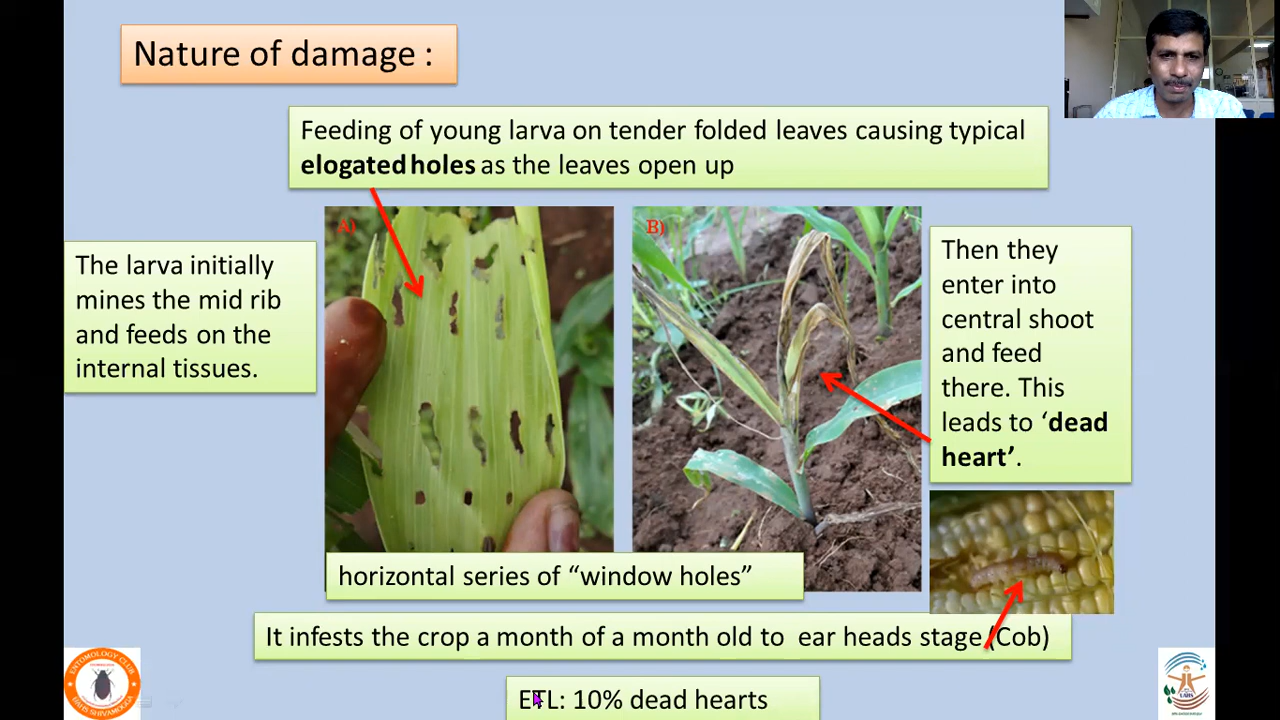 Nature of damage :
Feeding of young larva on tender folded leaves causing typical
elogated holes as the leaves open up
The larva initially
mines the mid rib
and feeds on the
internal tissues.
A)
B)
Then they
enter into
central shoot
and feed
there. This
leads to ‘dead
heart’.
horizontal series of “window holes”
It infests the crop a month of a month old to ear heads stage (Cob)
ETL: 10% dead hearts
ENTOMOLOGY CLUB